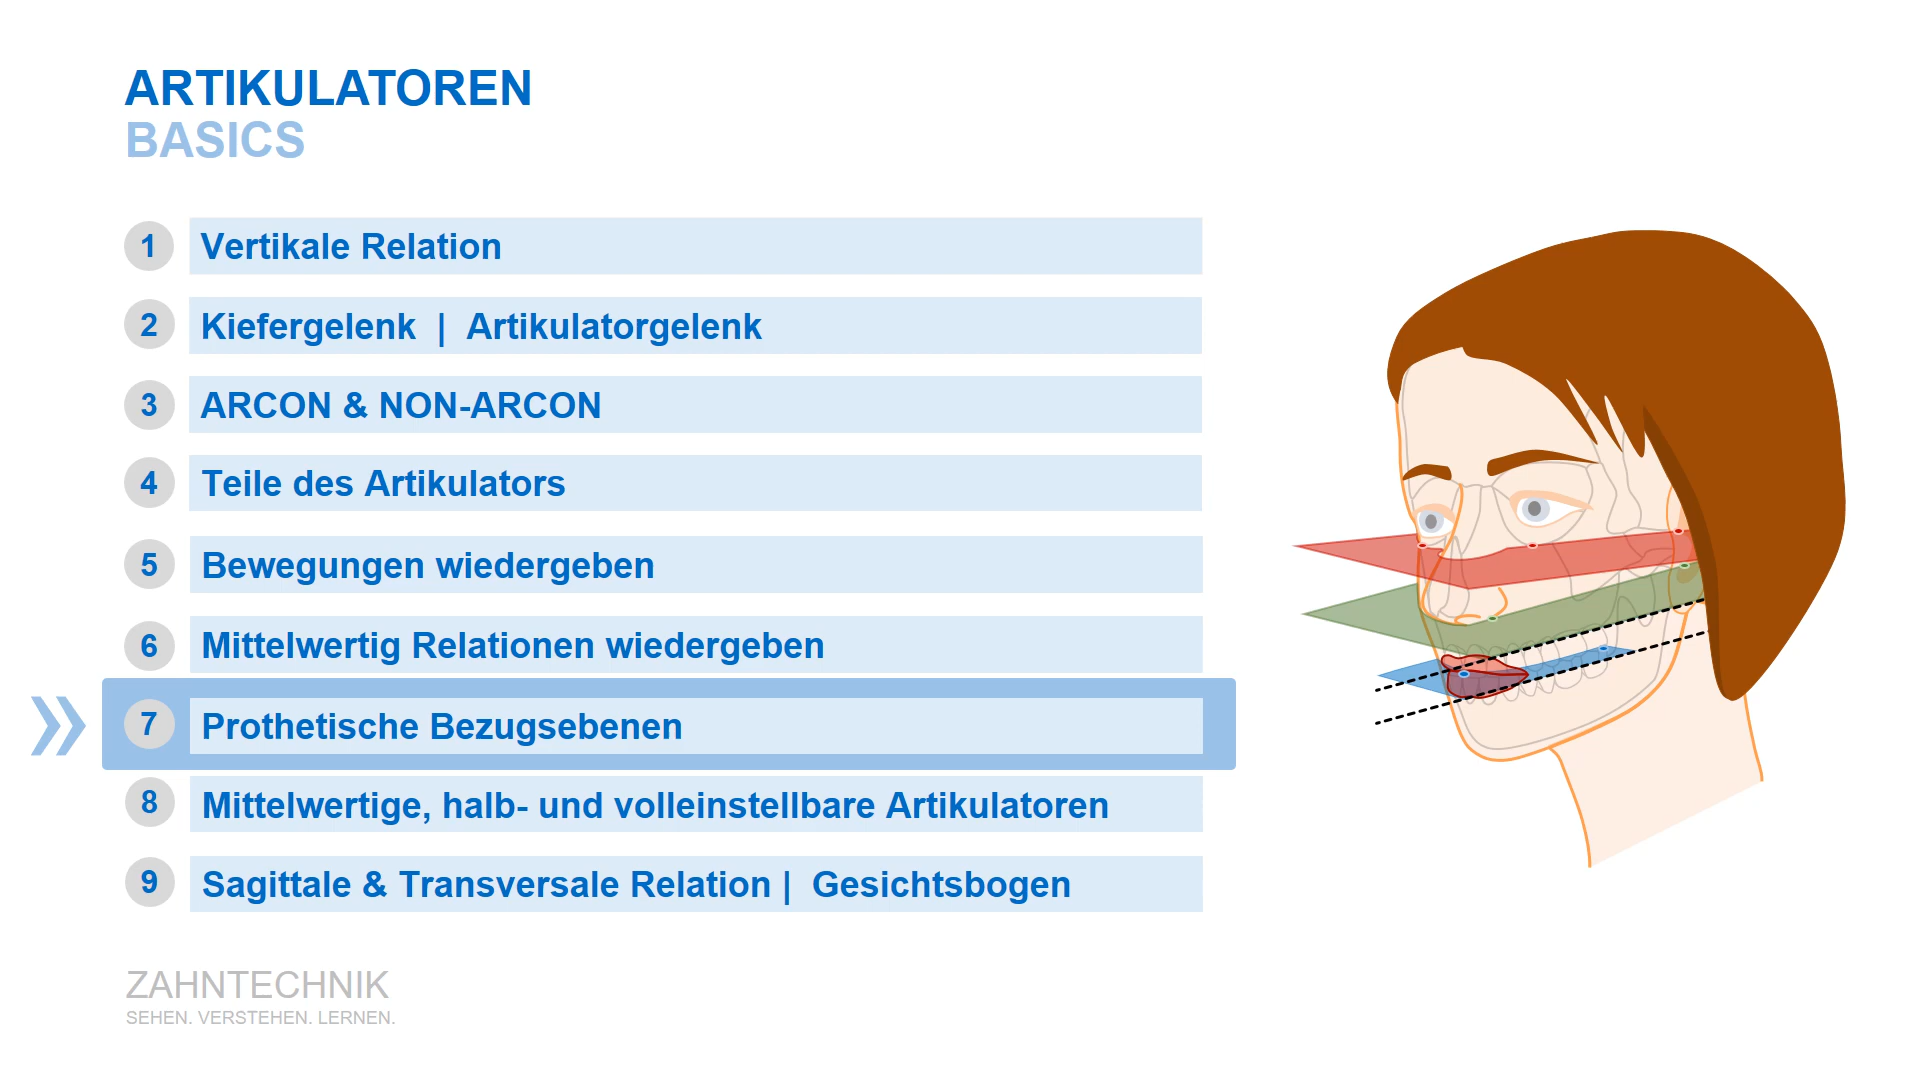 ARTIKULATOREN
BASICS
1 Vertikale Relation
2 Kiefergelenk | Artikulatorgelenk
3 ARCON & NON-ARCON
4 Teile des Artikulators
5 Bewegungen wiedergeben
6 Mittelwertig Relationen wiedergeben
7 Prothetische Bezugsebenen
8 Mittelwertige, halb- und volleinstellbare Artikulatoren
9 Sagittale & Transversale Relation | Gesichtsbogen
ZAHNTECHNIK
SEHEN. VERSTEHEN. LERNEN.